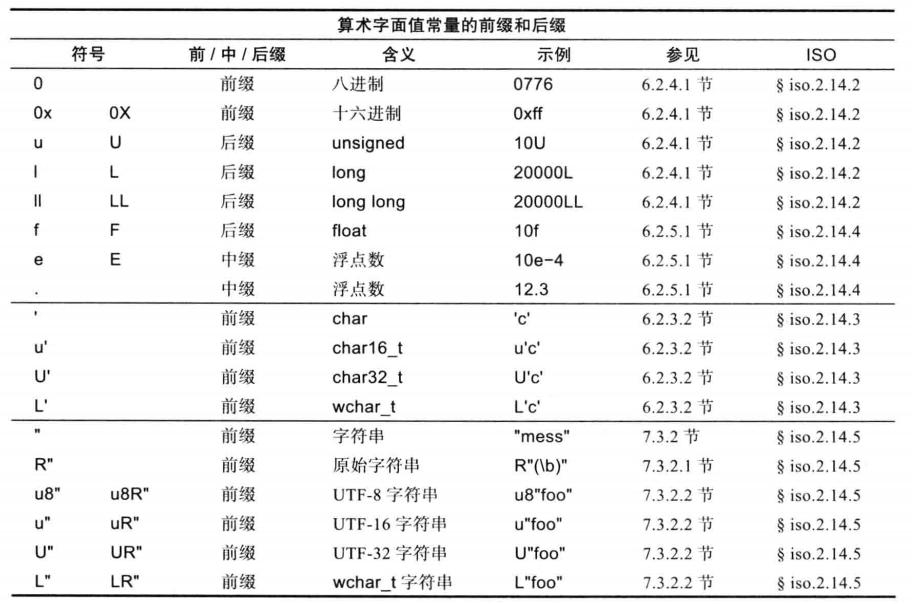 算术字面值常量的前缀和后缀
符号 前 / 中 / 后缀 含义 示例 参见 ISO
0 前缀 八进制 0776 6.2.4.1 节 § iso.2.14.2
0x 0X 前缀 十六进制 0xff 6.2.4.1 节 § iso.2.14.2
u U 后缀 unsigned 10U 6.2.4.1 节 § iso.2.14.2
l L 后缀 long 20000L 6.2.4.1 节 § iso.2.14.2
ll LL 后缀 long long 20000LL 6.2.4.1 节 § iso.2.14.2
f F 后缀 float 10f 6.2.5.1 节 § iso.2.14.4
e E 中缀 浮点数 10e−4 6.2.5.1 节 § iso.2.14.4
. 中缀 浮点数 12.3 6.2.5.1 节 § iso.2.14.4
' 前缀 char 'c' 6.2.3.2 节 § iso.2.14.3
u' 前缀 char16_t u'c' 6.2.3.2 节 § iso.2.14.3
U' 前缀 char32_t U'c' 6.2.3.2 节 § iso.2.14.3
L' 前缀 wchar_t L'c' 6.2.3.2 节 § iso.2.14.3
" 前缀 字符串 "mess" 7.3.2 节 § iso.2.14.5
R" 前缀 原始字符串 R"(\b)" 7.3.2.1 节 § iso.2.14.5
u8" u8R" 前缀 UTF-8 字符串 u8"foo" 7.3.2.2 节 § iso.2.14.5
u" uR" 前缀 UTF-16 字符串 u"foo" 7.3.2.2 节 § iso.2.14.5
U" UR" 前缀 UTF-32 字符串 U"foo" 7.3.2.2 节 § iso.2.14.5
L" LR" 前缀 wchar_t 字符串 L"foo" 7.3.2.2 节 § iso.2.14.5